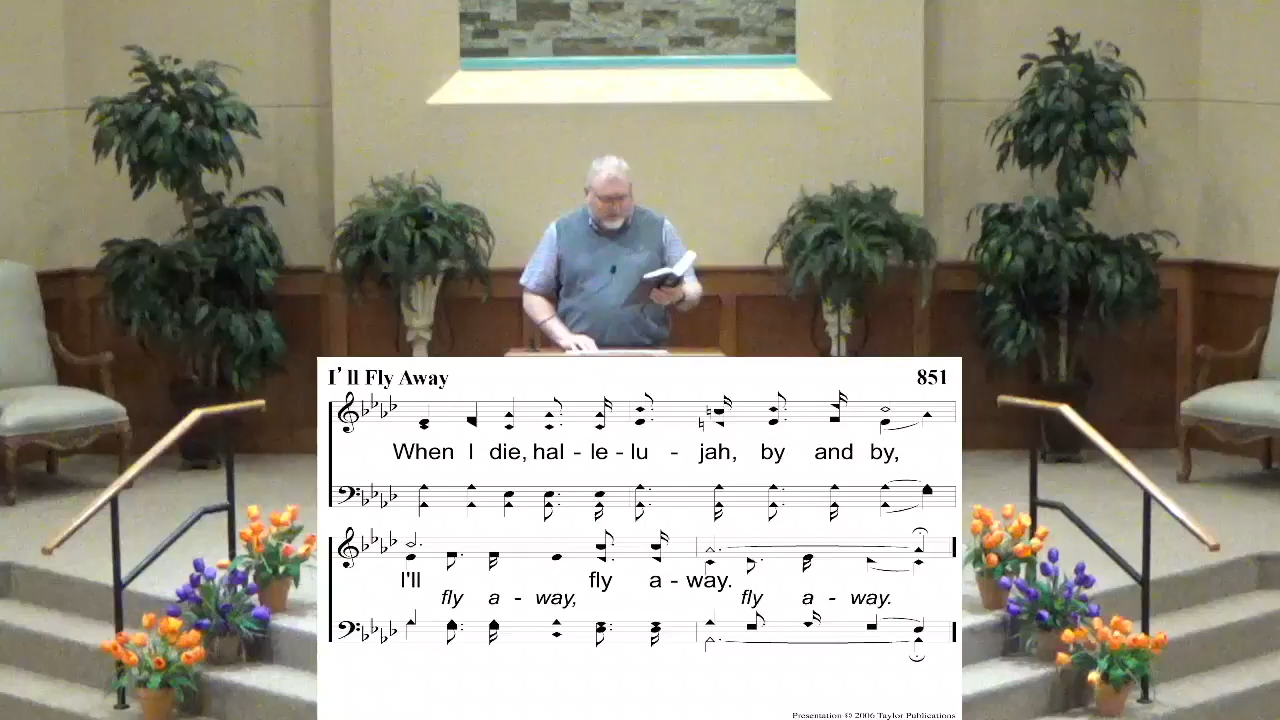 I’ll Fly Away 851
When I die, hal - le - lu - jah, by and by,
I'll fly a - way.
fly a - way, fly a - way.
Presentation © 2006 Taylor Publications